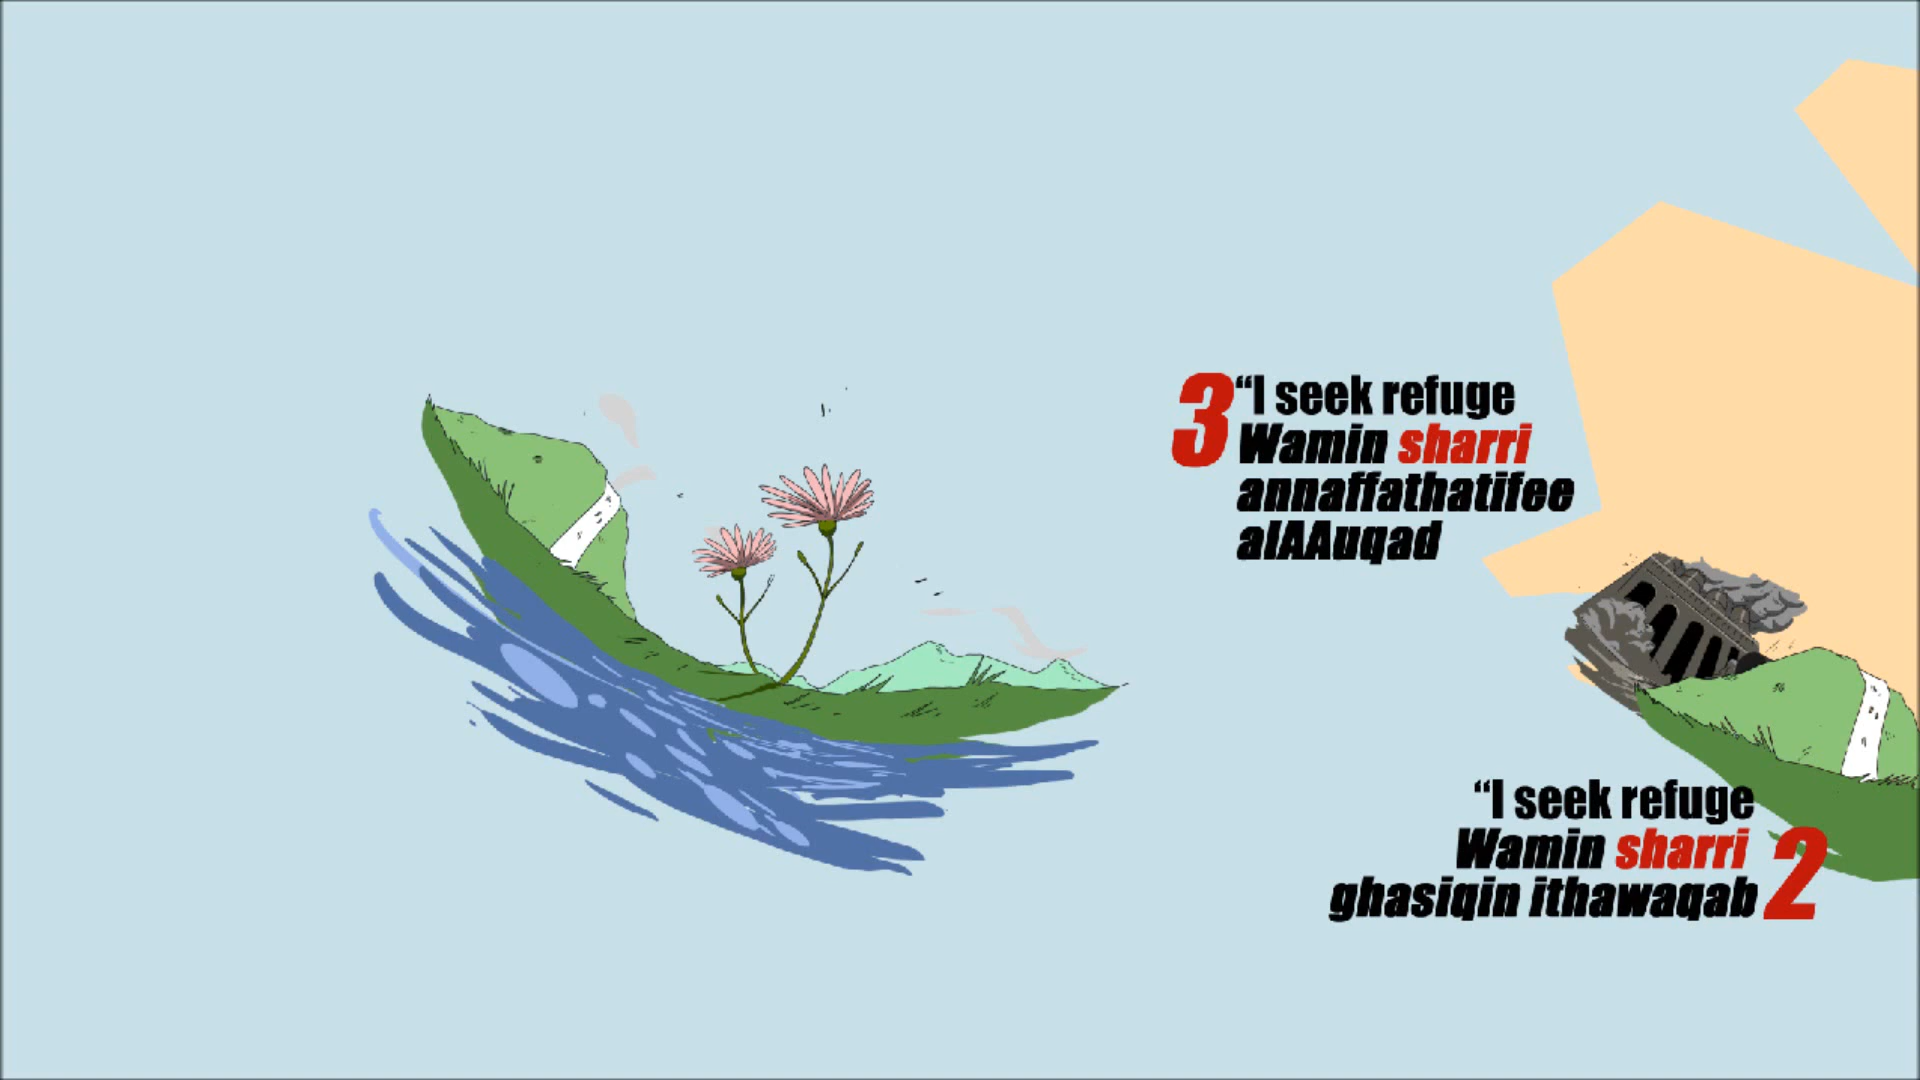 3 “I seek refuge
Wamin sharri
annaffathatifee
alAAuqad
“I seek refuge
Wamin sharri
ghasiqin ithawaqab 2